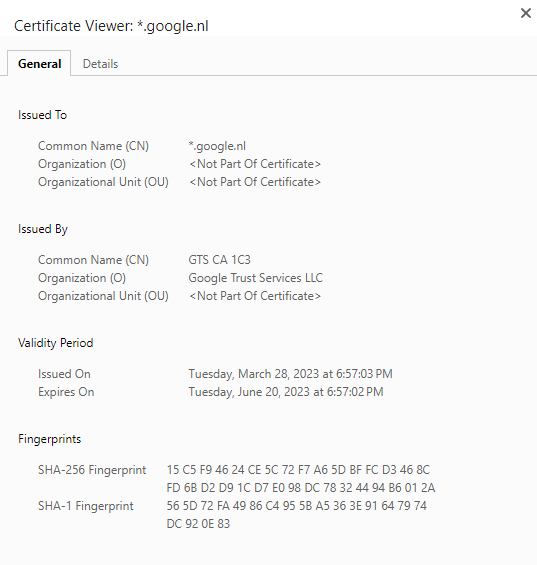 Certificate Viewer: *.google.nl
General Details
Issued To
Common Name (CN) *.google.nl
Organization (O) <Not Part Of Certificate>
Organizational Unit (OU) <Not Part Of Certificate>
Issued By
Common Name (CN) GTS CA 1C3
Organization (O) Google Trust Services LLC
Organizational Unit (OU) <Not Part Of Certificate>
Validity Period
Issued On Tuesday, March 28, 2023 at 6:57:03 PM
Expires On Tuesday, June 20, 2023 at 6:57:02 PM
Fingerprints
SHA-256 Fingerprint 15 C5 F9 46 24 CE 5C 72 F7 A6 5D BF FC D3 46 8C
FD 6B D2 D9 1C D7 E0 98 DC 78 32 44 94 B6 01 2A
SHA-1 Fingerprint 56 5D 72 FA 49 86 C4 95 5B A5 36 3E 91 64 79 74
DC 92 0E 83